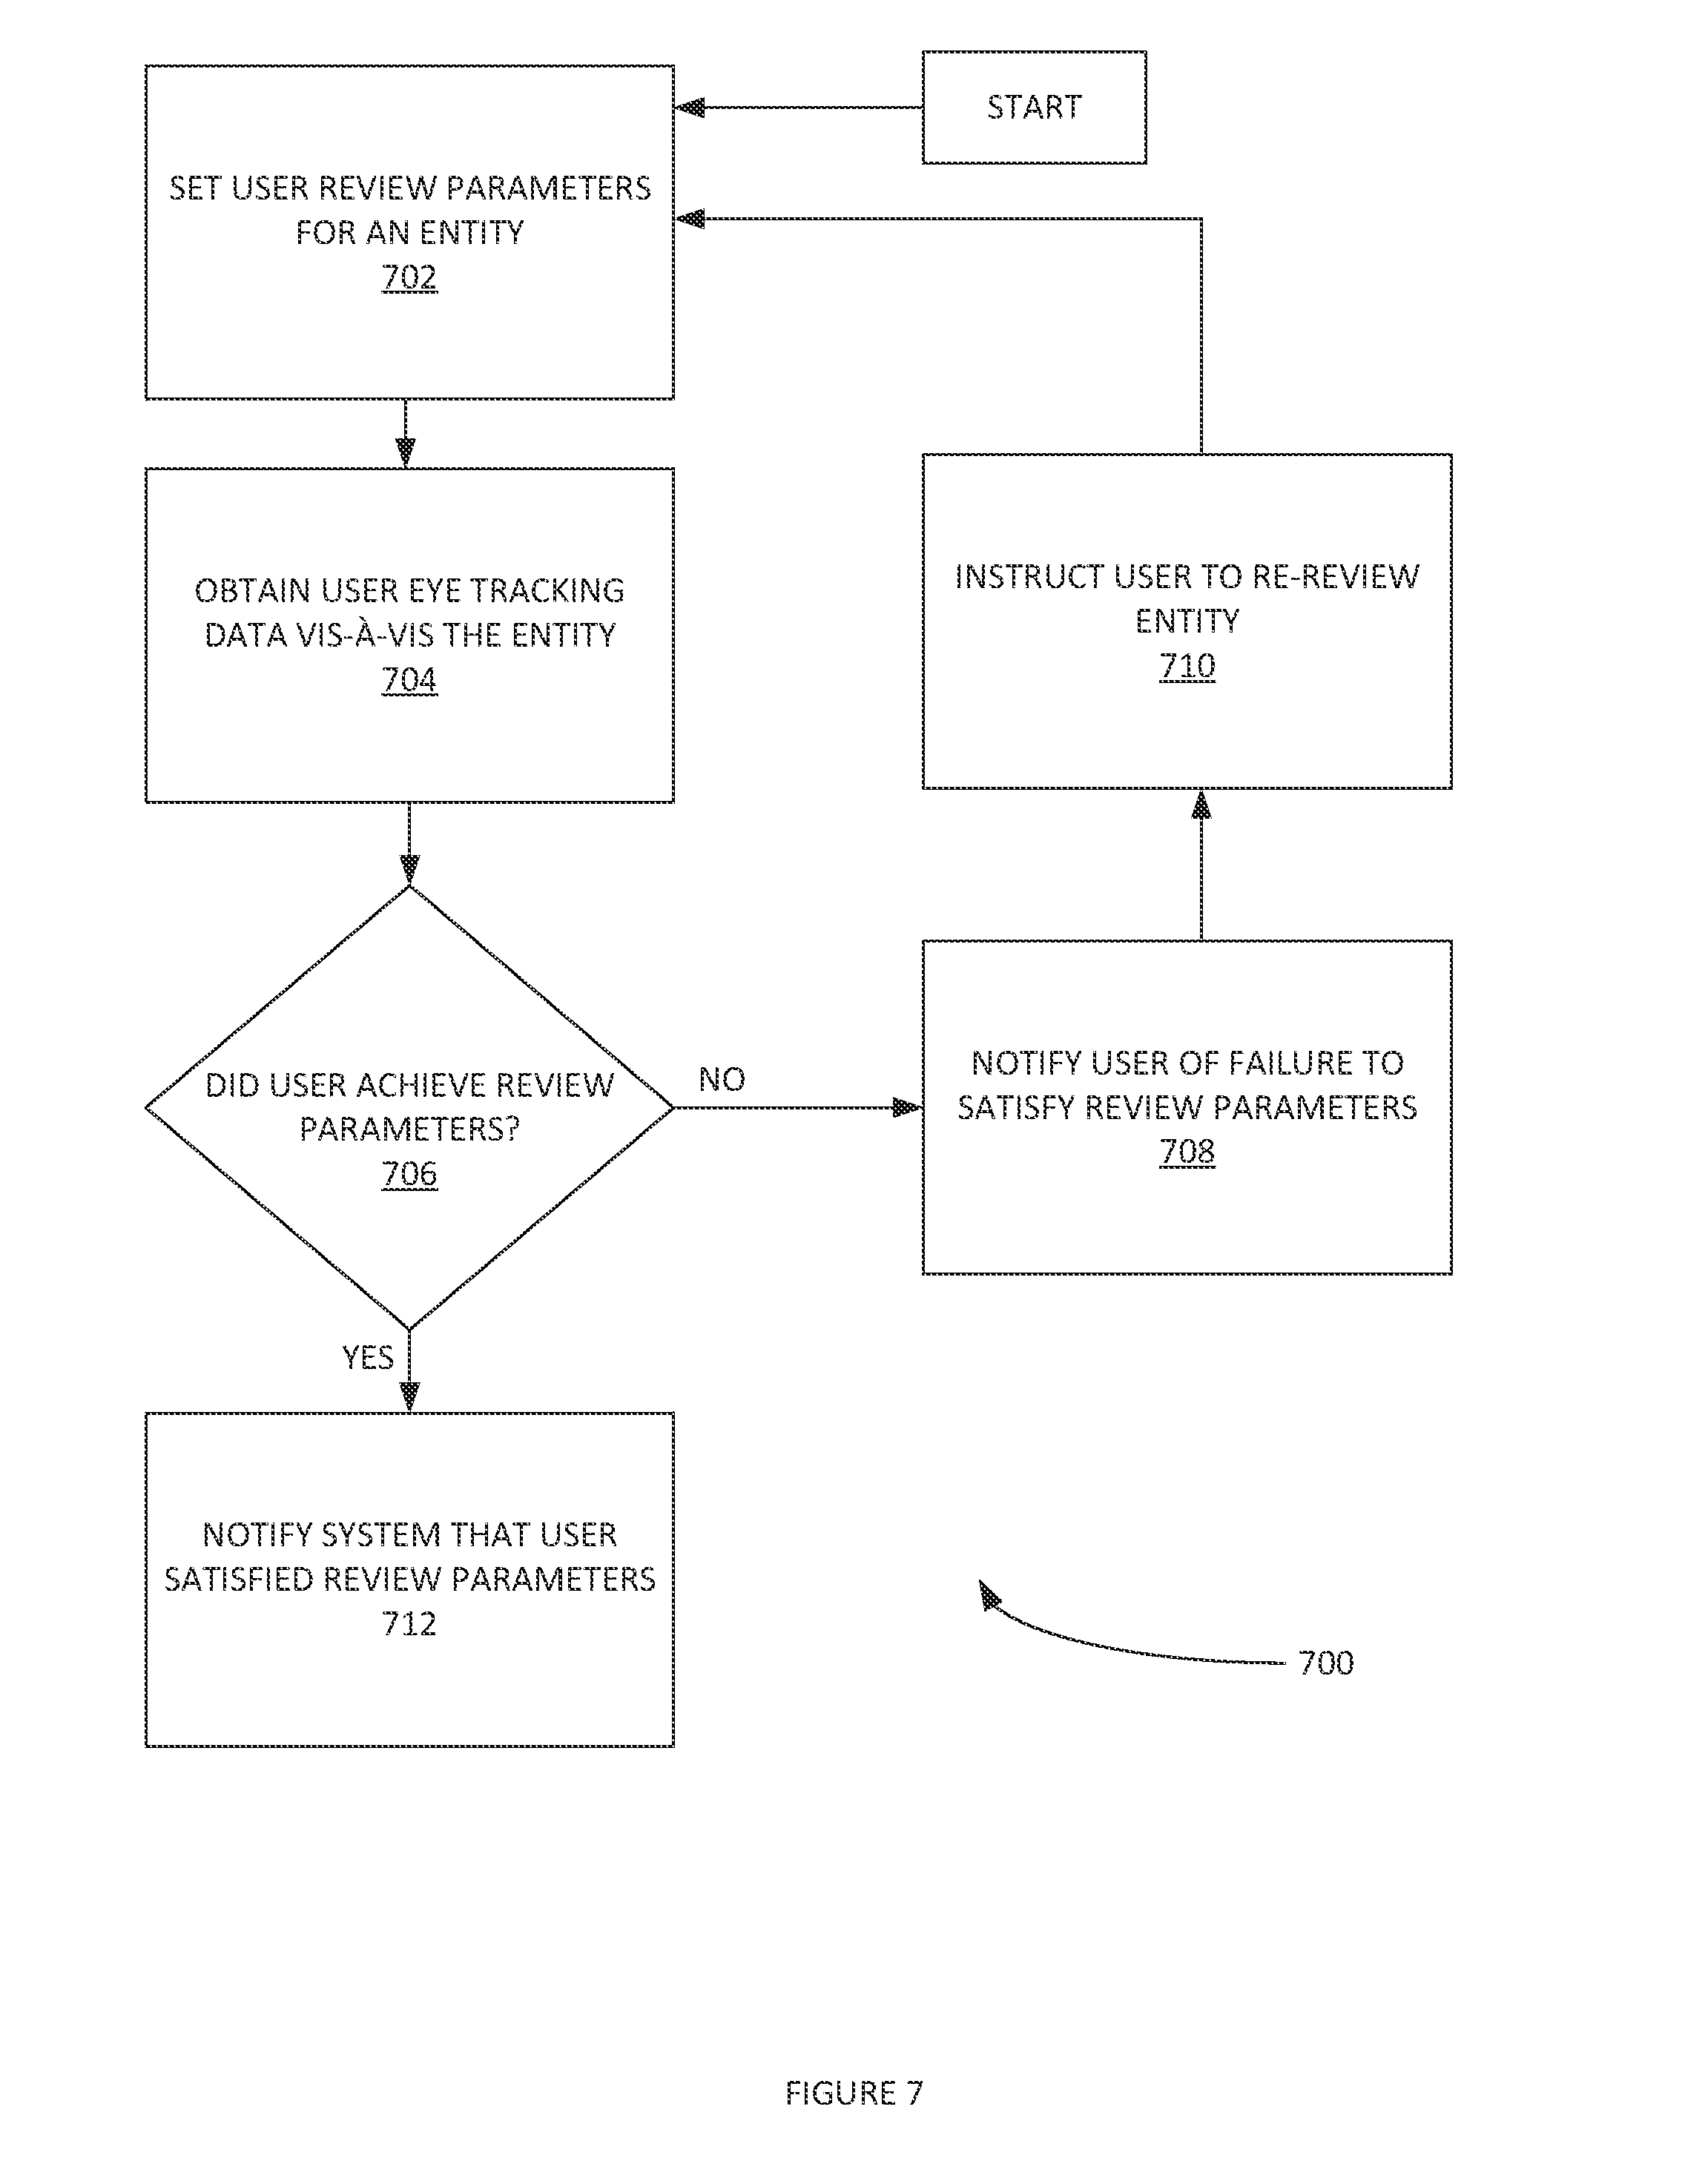 START
SET USER REVIEW PARAMETERS
FOR AN ENTITY
702
OBTAIN USER EYE TRACKING
DATA VIS-À-VIS THE ENTITY
704
INSTRUCT USER TO RE-REVIEW
ENTITY
710
DID USER ACHIEVE REVIEW
PARAMETERS?
706
NO
NOTIFY USER OF FAILURE TO
SATISFY REVIEW PARAMETERS
708
YES
NOTIFY SYSTEM THAT USER
SATISFIED REVIEW PARAMETERS
712
700
FIGURE 7